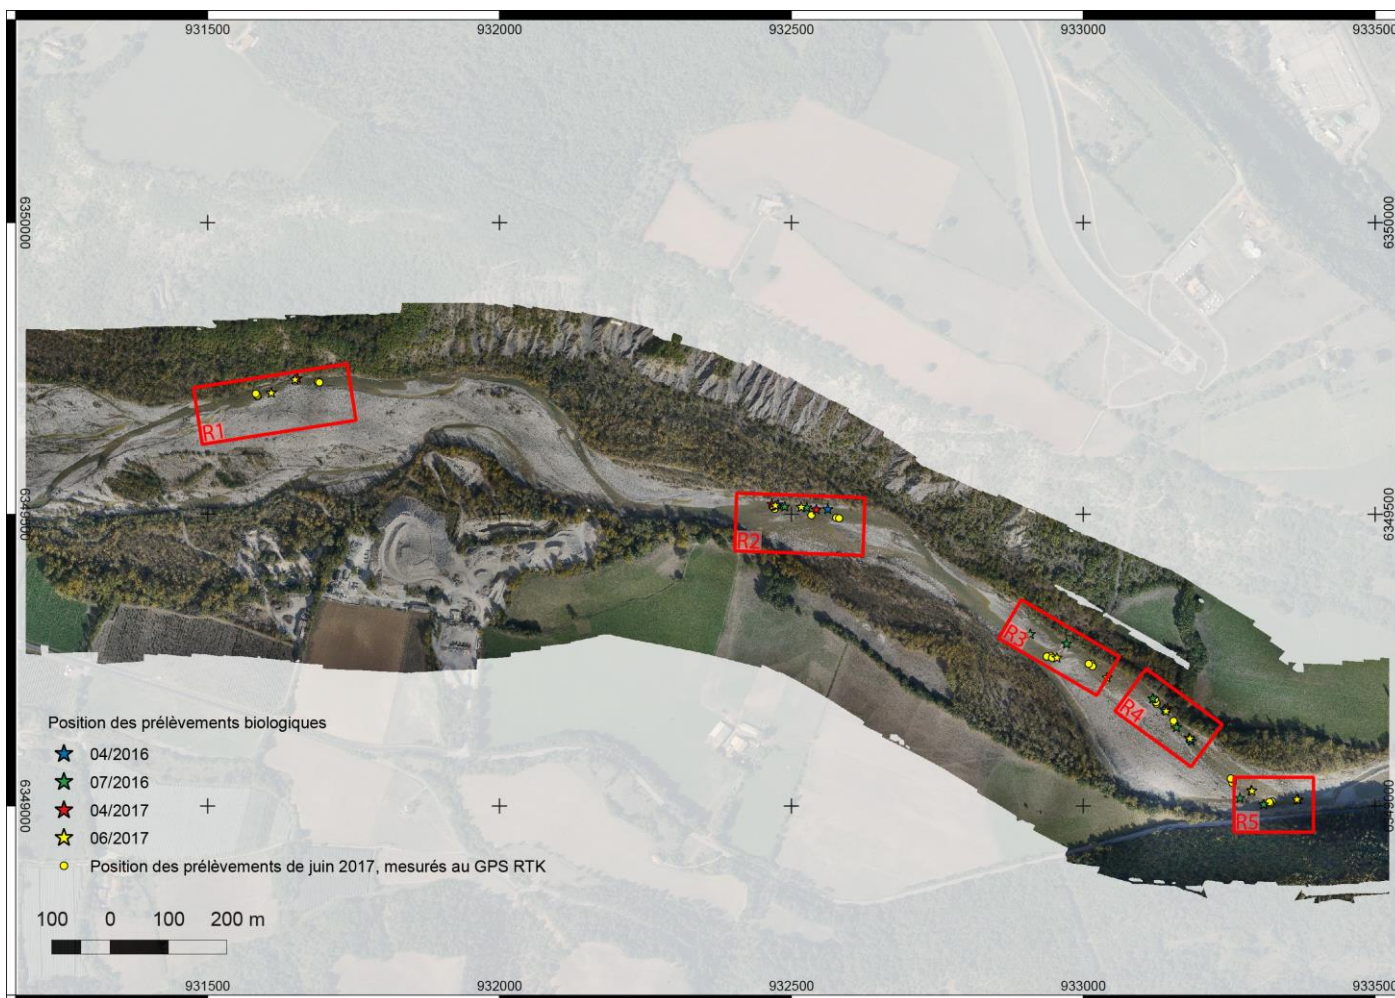 931500 932000 932500 933000 933500
6350000 6350000
R1
6349500 6349500
R2
R3
R4
Position des prélèvements biologiques
04/2016
07/2016
04/2017
06/2017
6349000 6349000
R5
Position des prélèvements de juin 2017, mesurés au GPS RTK
100 0 100 200 m
931500 932000 932500 933000 933500